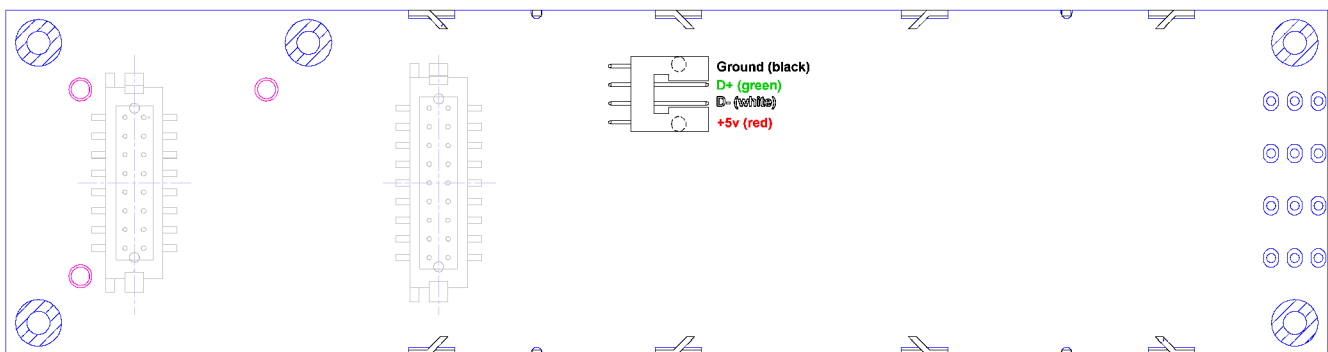 Ground (black)
D+ (green)
D- (white)
+5v (red)